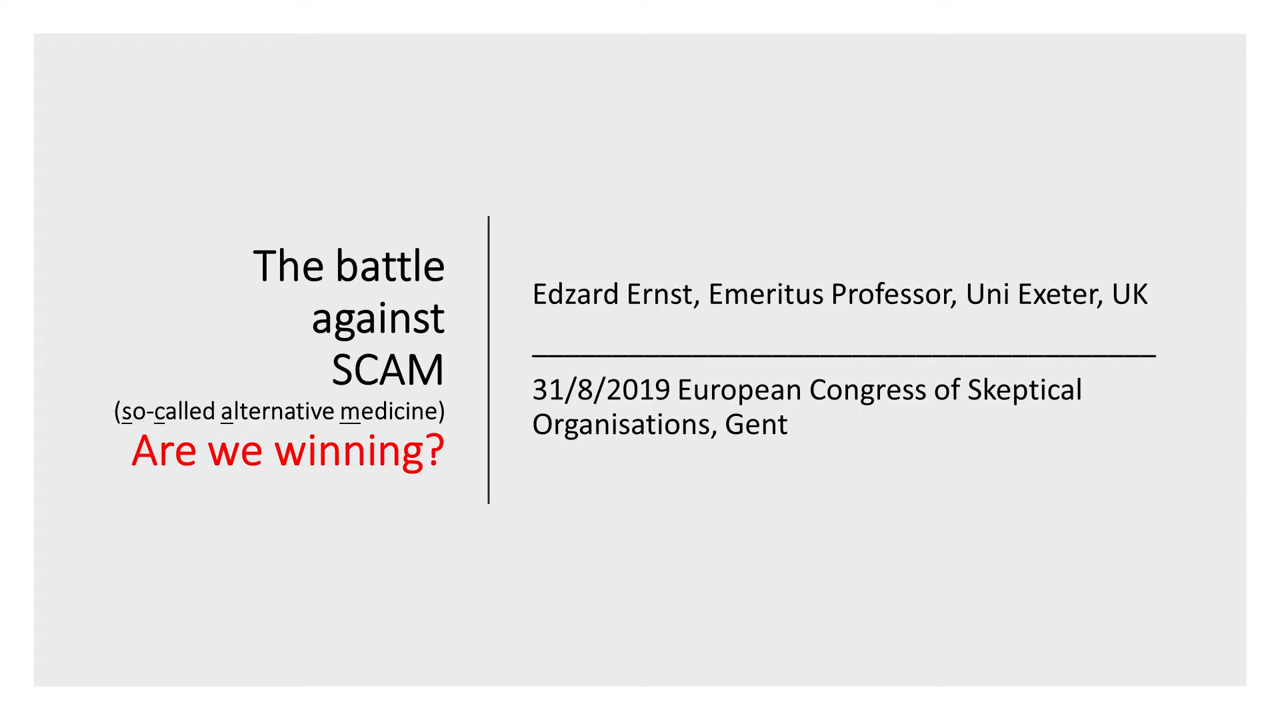 The battle
against
SCAM
(so-called alternative medicine)
Are we winning?
Edzard Ernst, Emeritus Professor, Uni Exeter, UK
31/8/2019 European Congress of Skeptical
Organisations, Gent